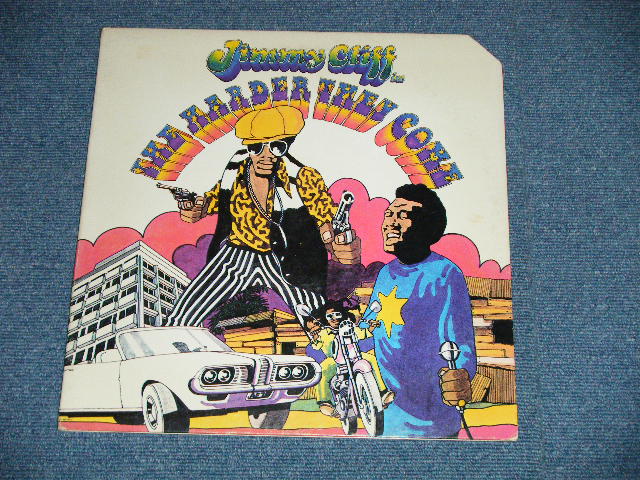 Jimmy Cliff
in
THE HARDER THEY COME